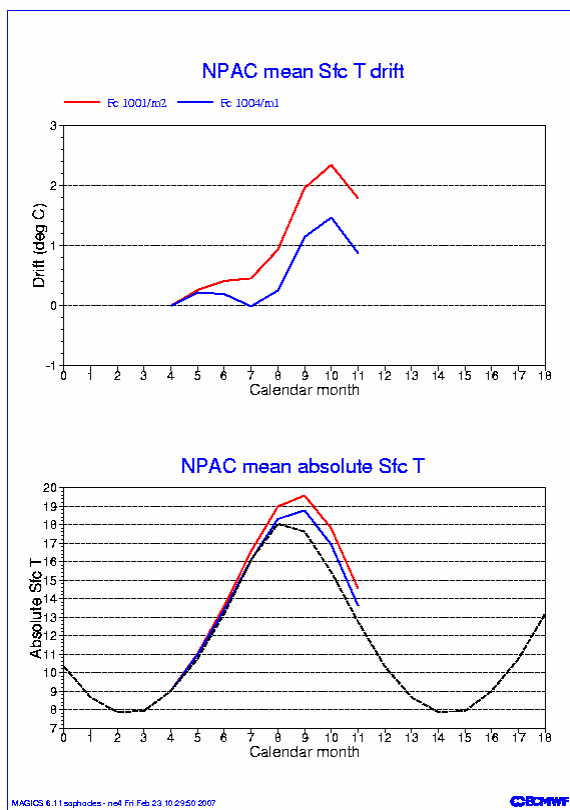 NPAC mean Sfc T drift
Fc 1001/m2 Fc 1004/m1
3
2
1
0
-1
Drift (deg C)
0 1 2 3 4 5 6 7 8 9 10 11 12 13 14 15 16 17 18
Calendar month
NPAC mean absolute Sfc T
20
19
18
17
16
15
14
13
12
11
10
9
8
7
Absolute Sfc T
0 1 2 3 4 5 6 7 8 9 10 11 12 13 14 15 16 17 18
Calendar month
MAGICS 6.11 sophocles - ne4 Fri Feb 23 10:29:50 2007
ECMWF